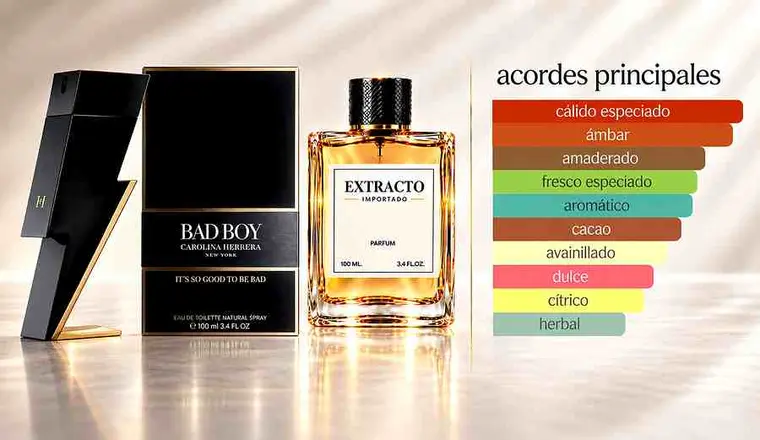 BAD BOY
CAROLINA HERRERA
NEW YORK
IT'S SO GOOD TO BE BAD
EAU DE TOILETTE NATURAL SPRAY
℮ 100 ml 3.4 FL OZ
EXTRACTO
IMPORTADO
PARFUM
100 ML. 3.4 FL.OZ.
acordes principales
cálido especiado
ámbar
amaderado
fresco especiado
aromático
cacao
avainillado
dulce
cítrico
herbal